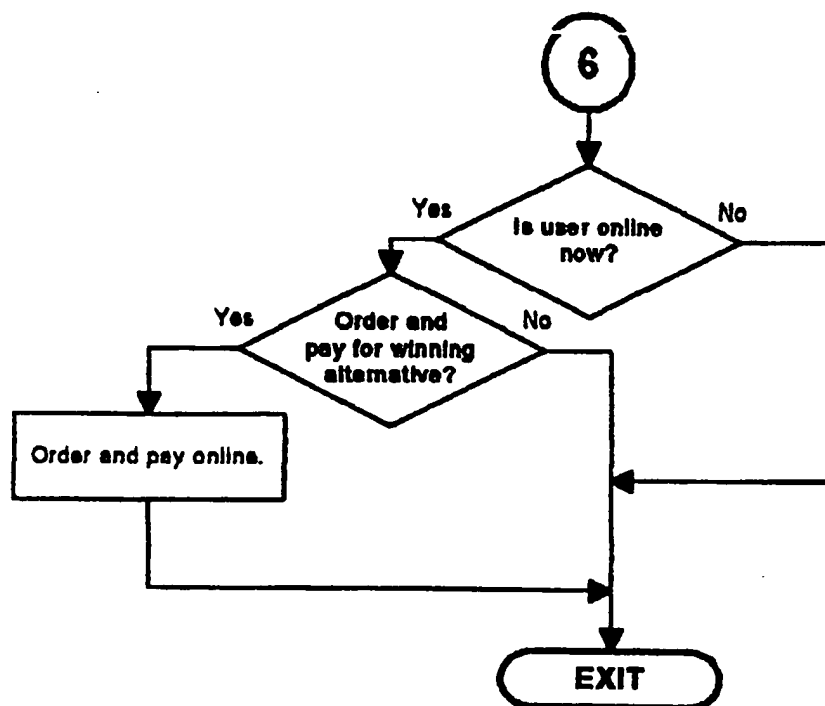 6
Yes
Is user online
now?
No
Yes
Order and
pay for winning
alternative?
No
Order and pay online.
EXIT